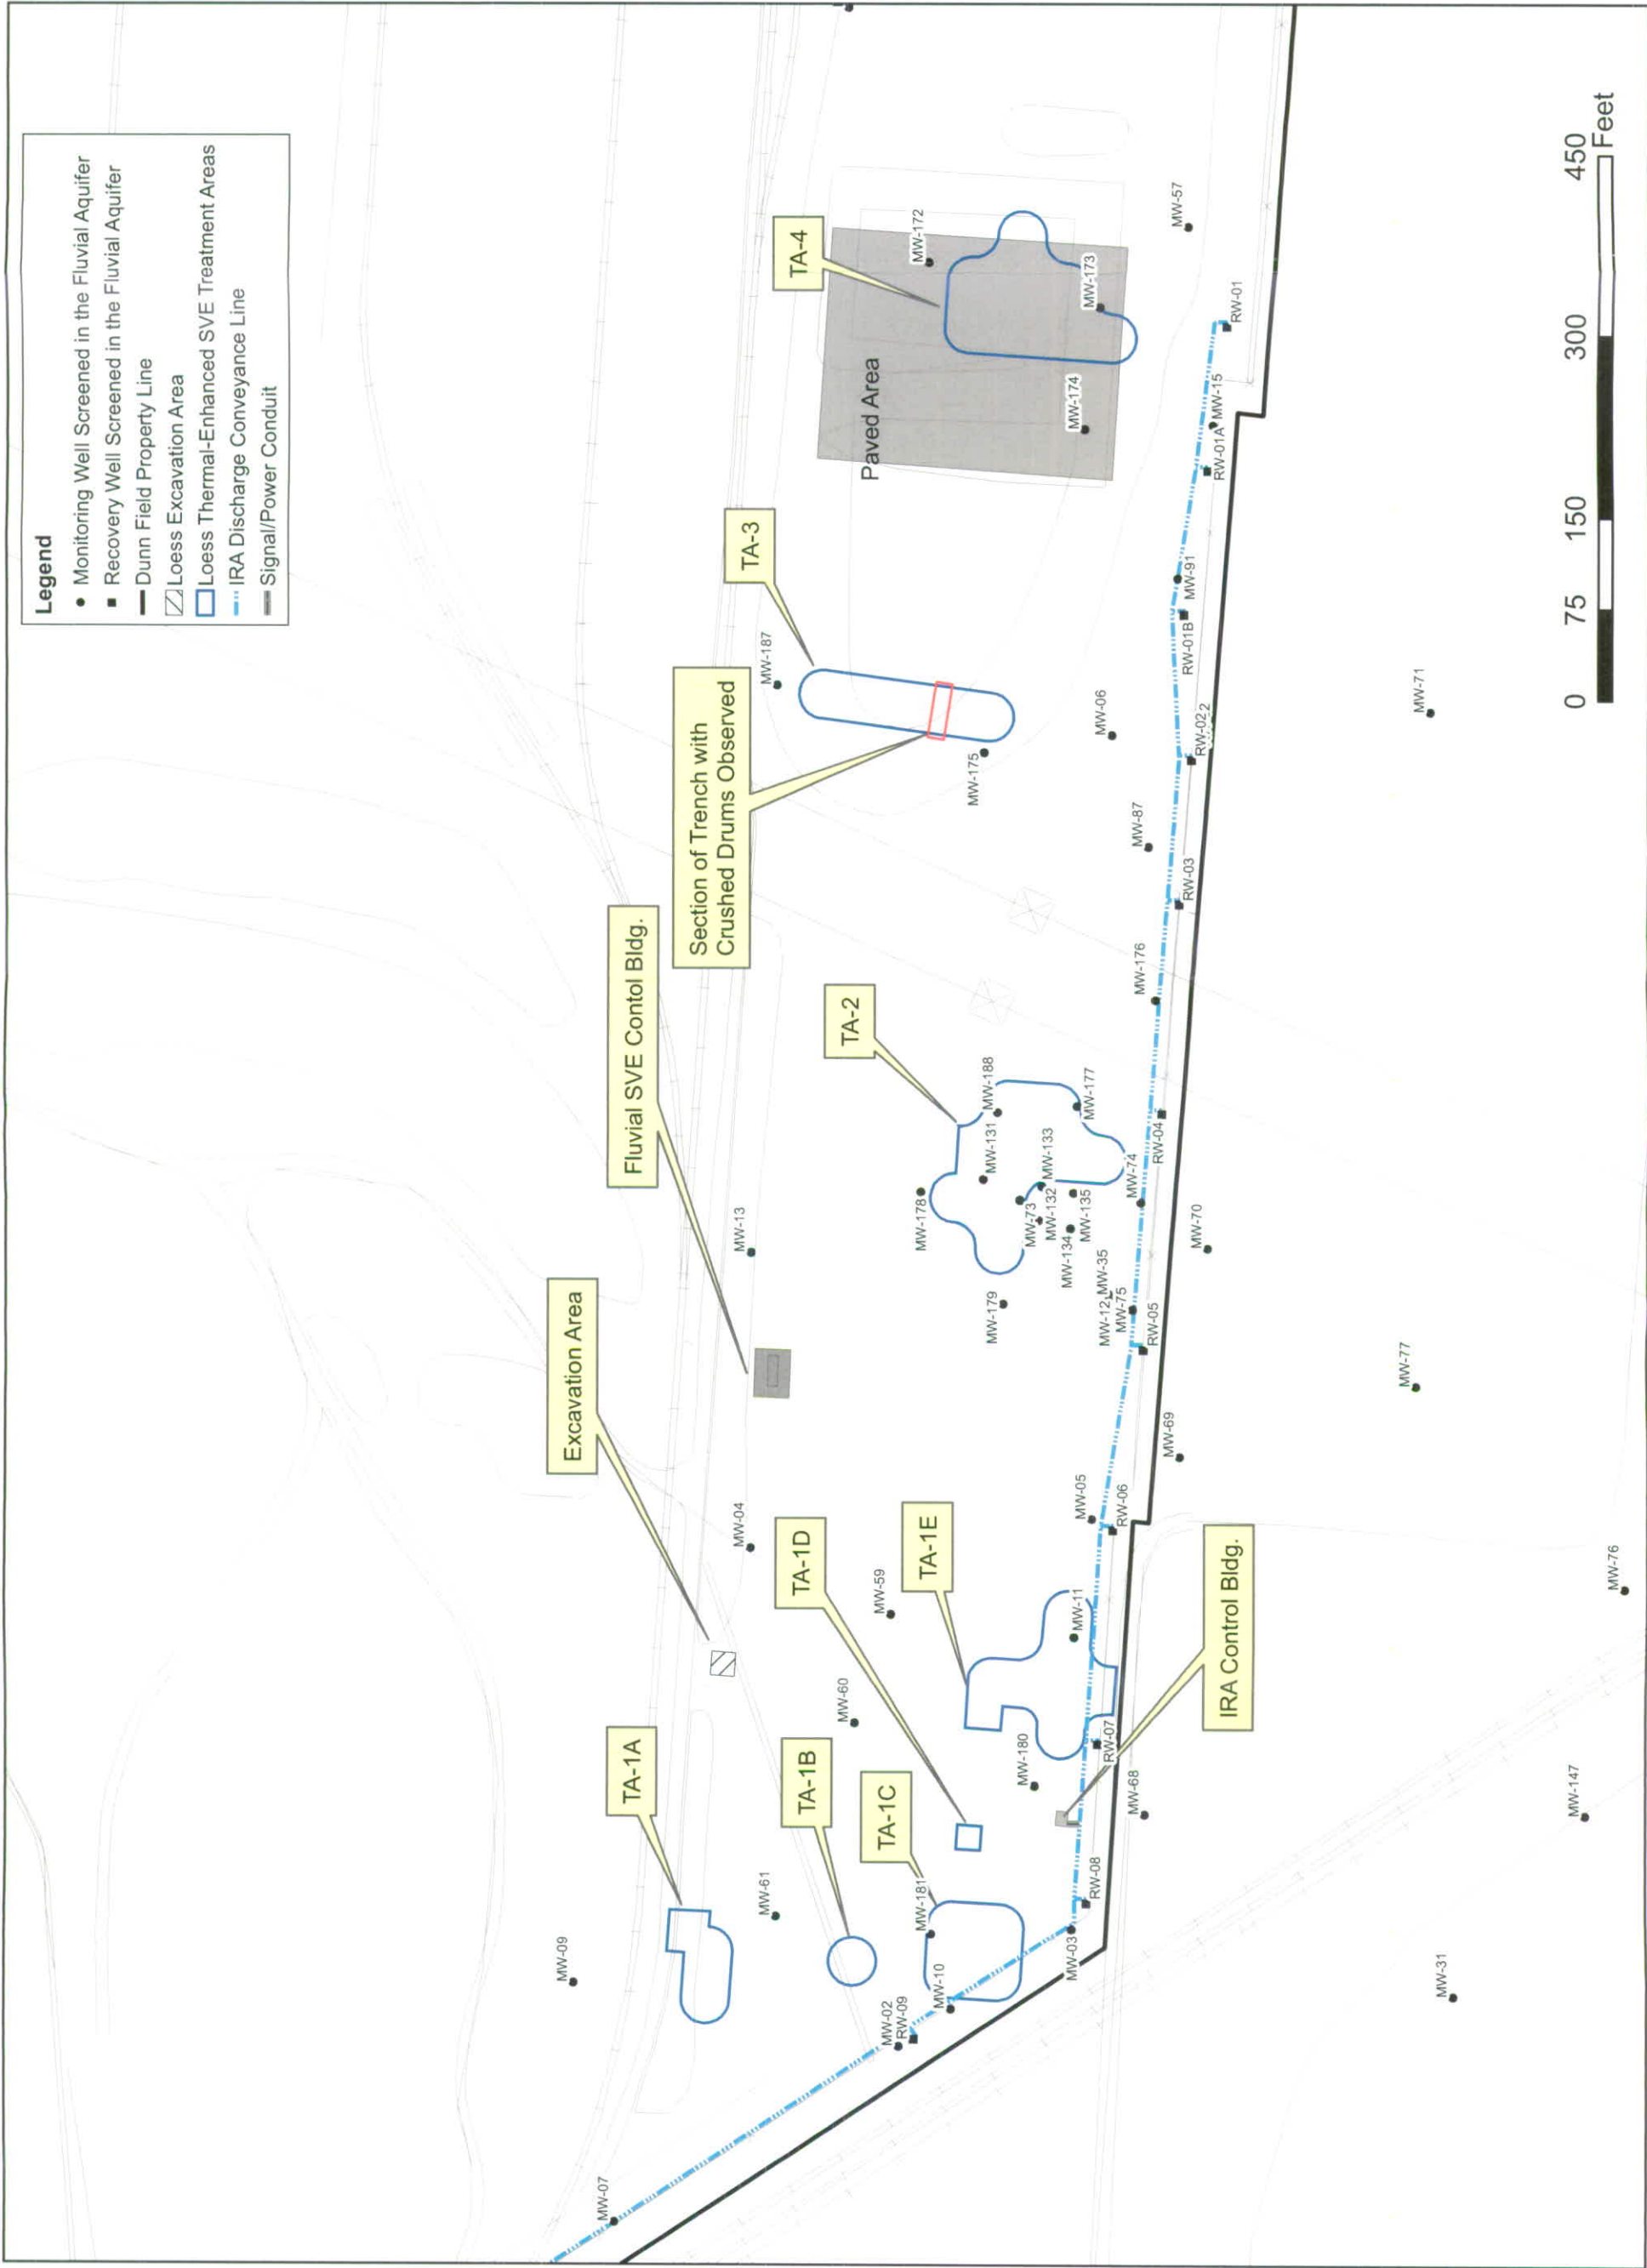 Legend
Monitoring Well Screened in the Fluvial Aquifer
Recovery Well Screened in the Fluvial Aquifer
Dunn Field Property Line
Loess Excavation Area
Loess Thermal-Enhanced SVE Treatment Areas
IRA Discharge Conveyance Line
Signal/Power Conduit
MW-07
MW-09
TA-1A
Excavation Area
Fluvial SVE Contol Bldg.
Section of Trench with
Crushed Drums Observed
TA-3
TA-4
MW-61
MW-04
MW-13
MW-187
TA-1B
TA-1D
TA-2
MW-60
MW-59
Paved Area
MW-172
TA-1C
TA-1E
MW-02
RW-09
MW-10
MW-181
MW-178
MW-131
MW-188
MW-175
MW-179
MW-180
MW-73
MW-132
MW-133
MW-134
MW-135
MW-177
MW-174
MW-173
MW-03
RW-08
MW-11
MW-05
MW-12
MW-35
MW-75
MW-74
MW-176
MW-87
MW-06
RW-07
MW-68
RW-06
RW-05
RW-04
RW-03
RW-02
RW-01B
MW-91
RW-01A
MW-15
RW-01
MW-57
IRA Control Bldg.
MW-69
MW-70
MW-31
MW-77
MW-71
MW-147
MW-76
0 75 150 300 450
Feet